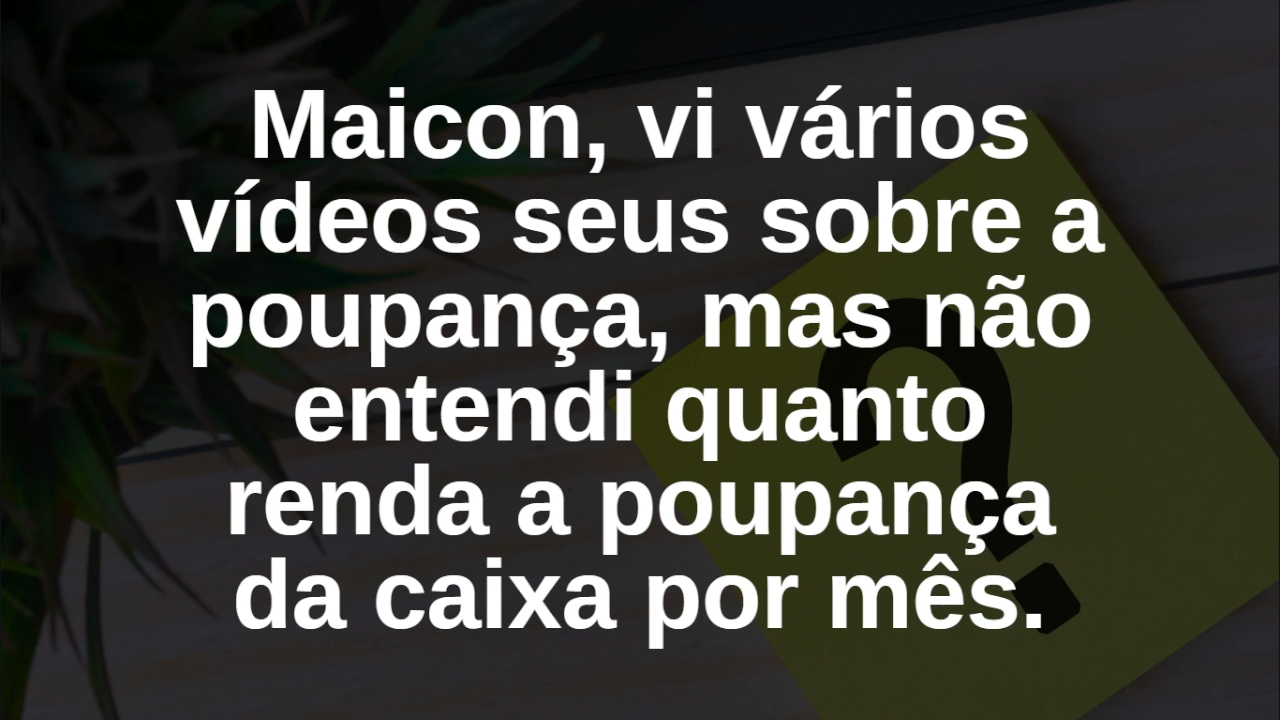 Maicon, vi vários
vídeos seus sobre a
poupança, mas não
entendi quanto
renda a poupança
da caixa por mês.
?